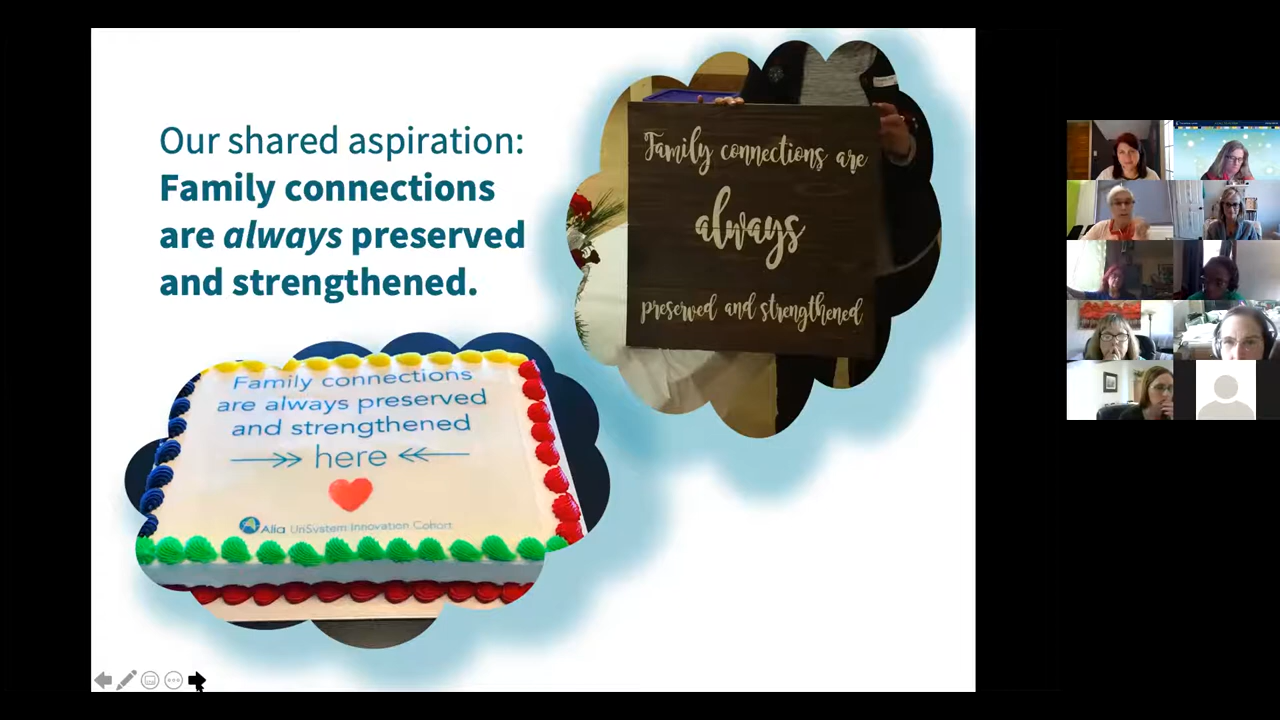 Our shared aspiration:
Family connections
are always preserved
and strengthened.
Family connections are
always
preserved and strengthened
Family connections
are always preserved
and strengthened
here
Alia UnSystem Innovation Cohort